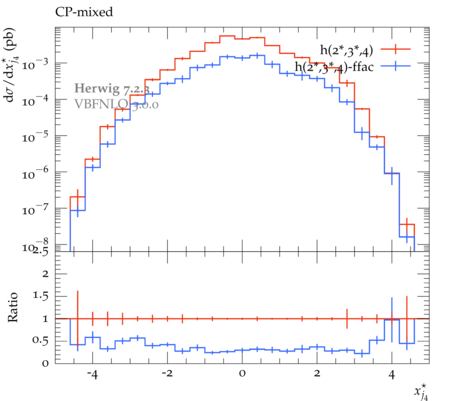 CP-mixed
dσ/dx*j4 (pb)
h(2*,3*,4)
h(2*,3*,4)-ffac
Herwig 7.2.3
VBFNLO 3.0.0
10⁻³
10⁻⁴
10⁻⁵
10⁻⁶
10⁻⁷
10⁻⁸
Ratio
2.5
2
1.5
1
0.5
0
-4 -2 0 2 4
x*j4